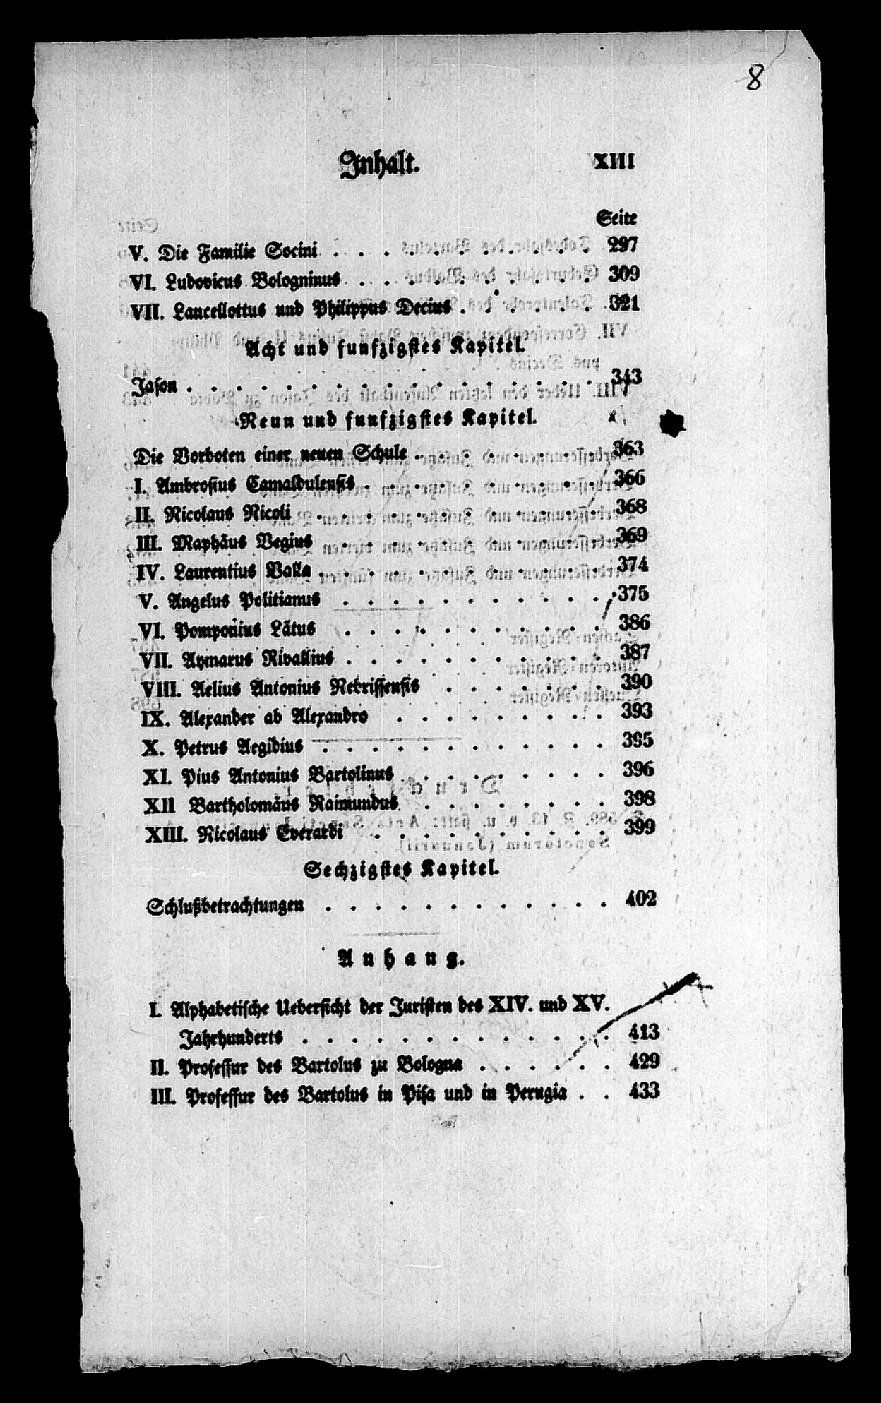 8
Inhalt. XIII
Seite
V. Die Familie Socini . . . . . . . . . . . 297
VI. Ludovicus Bologninus . . . . . . . . . . 309
VII. Lancellottus und Philippus Decius . . . . . . 321
Acht und funfzigstes Kapitel.
Jason . . . . . . . . . . . . . . . . . 343
Neun und funfzigstes Kapitel.
Die Vorboten einer neuen Schule . . . . . . . . 363
I. Ambrosius Camaldulensis . . . . . . . . . . 366
II. Nicolaus Nicoli . . . . . . . . . . . . 368
III. Maphäus Vegius . . . . . . . . . . . 369
IV. Laurentius Valla . . . . . . . . . . . . 374
V. Angelus Politianus . . . . . . . . . . . 375
VI. Pomponius Lätus . . . . . . . . . . . 386
VII. Aymarus Rivallius . . . . . . . . . . . 387
VIII. Aelius Antonius Nebrissensis . . . . . . . 390
IX. Alexander ab Alexandro . . . . . . . . . 393
X. Petrus Aegidius . . . . . . . . . . . . 395
XI. Pius Antonius Bartolinus . . . . . . . . . 396
XII Bartholomäus Raimundus . . . . . . . . 398
XIII. Nicolaus Everardi . . . . . . . . . . 399
Sechzigstes Kapitel.
Schlußbetrachtungen . . . . . . . . . . . . 402
Anhang.
I. Alphabetische Uebersicht der Juristen des XIV. und XV.
Jahrhunderts . . . . . . . . . . . . . 413
II. Professur des Bartolus zu Bologna . . . . . . 429
III. Professur des Bartolus in Pisa und in Perugia . . 433